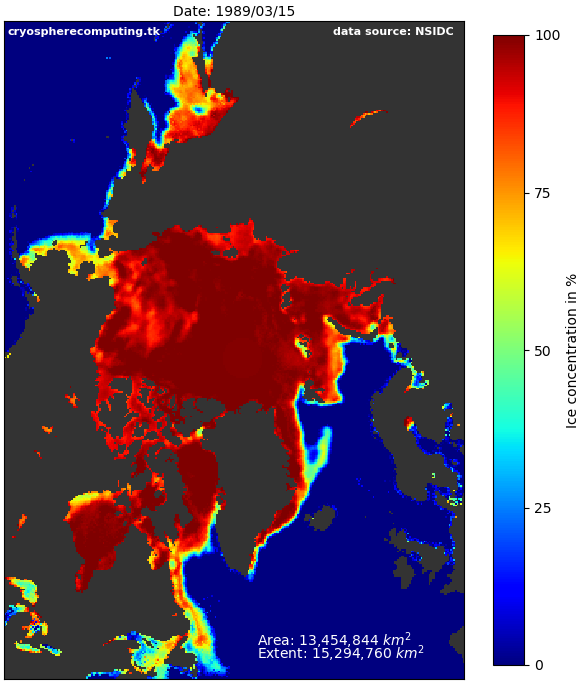 Date: 1989/03/15
cryospherecomputing.tk
data source: NSIDC
100
75
50
25
0
Ice concentration in %
Area: 13,454,844 km²
Extent: 15,294,760 km²